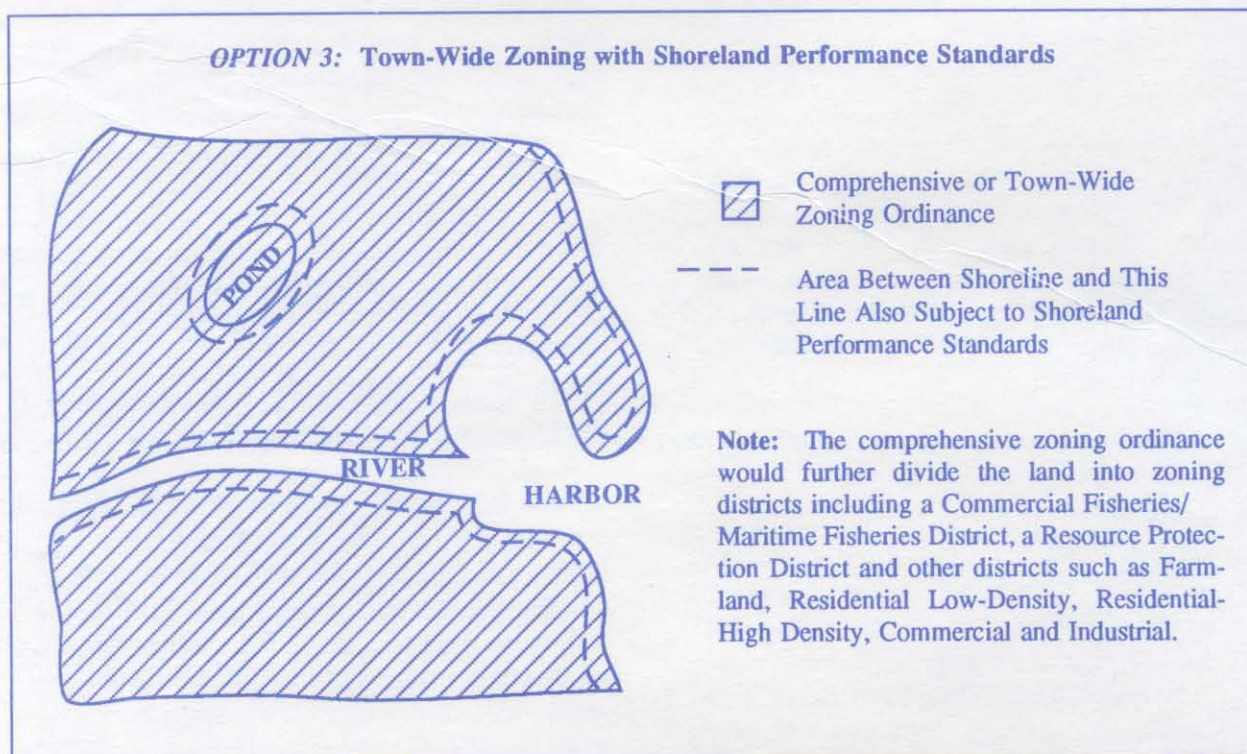 OPTION 3: Town-Wide Zoning with Shoreland Performance Standards
POND
RIVER
HARBOR
Comprehensive or Town-Wide
Zoning Ordinance
Area Between Shoreline and This
Line Also Subject to Shoreland
Performance Standards
Note: The comprehensive zoning ordinance
would further divide the land into zoning
districts including a Commercial Fisheries/
Maritime Fisheries District, a Resource Protec-
tion District and other districts such as Farm-
land, Residential Low-Density, Residential-
High Density, Commercial and Industrial.